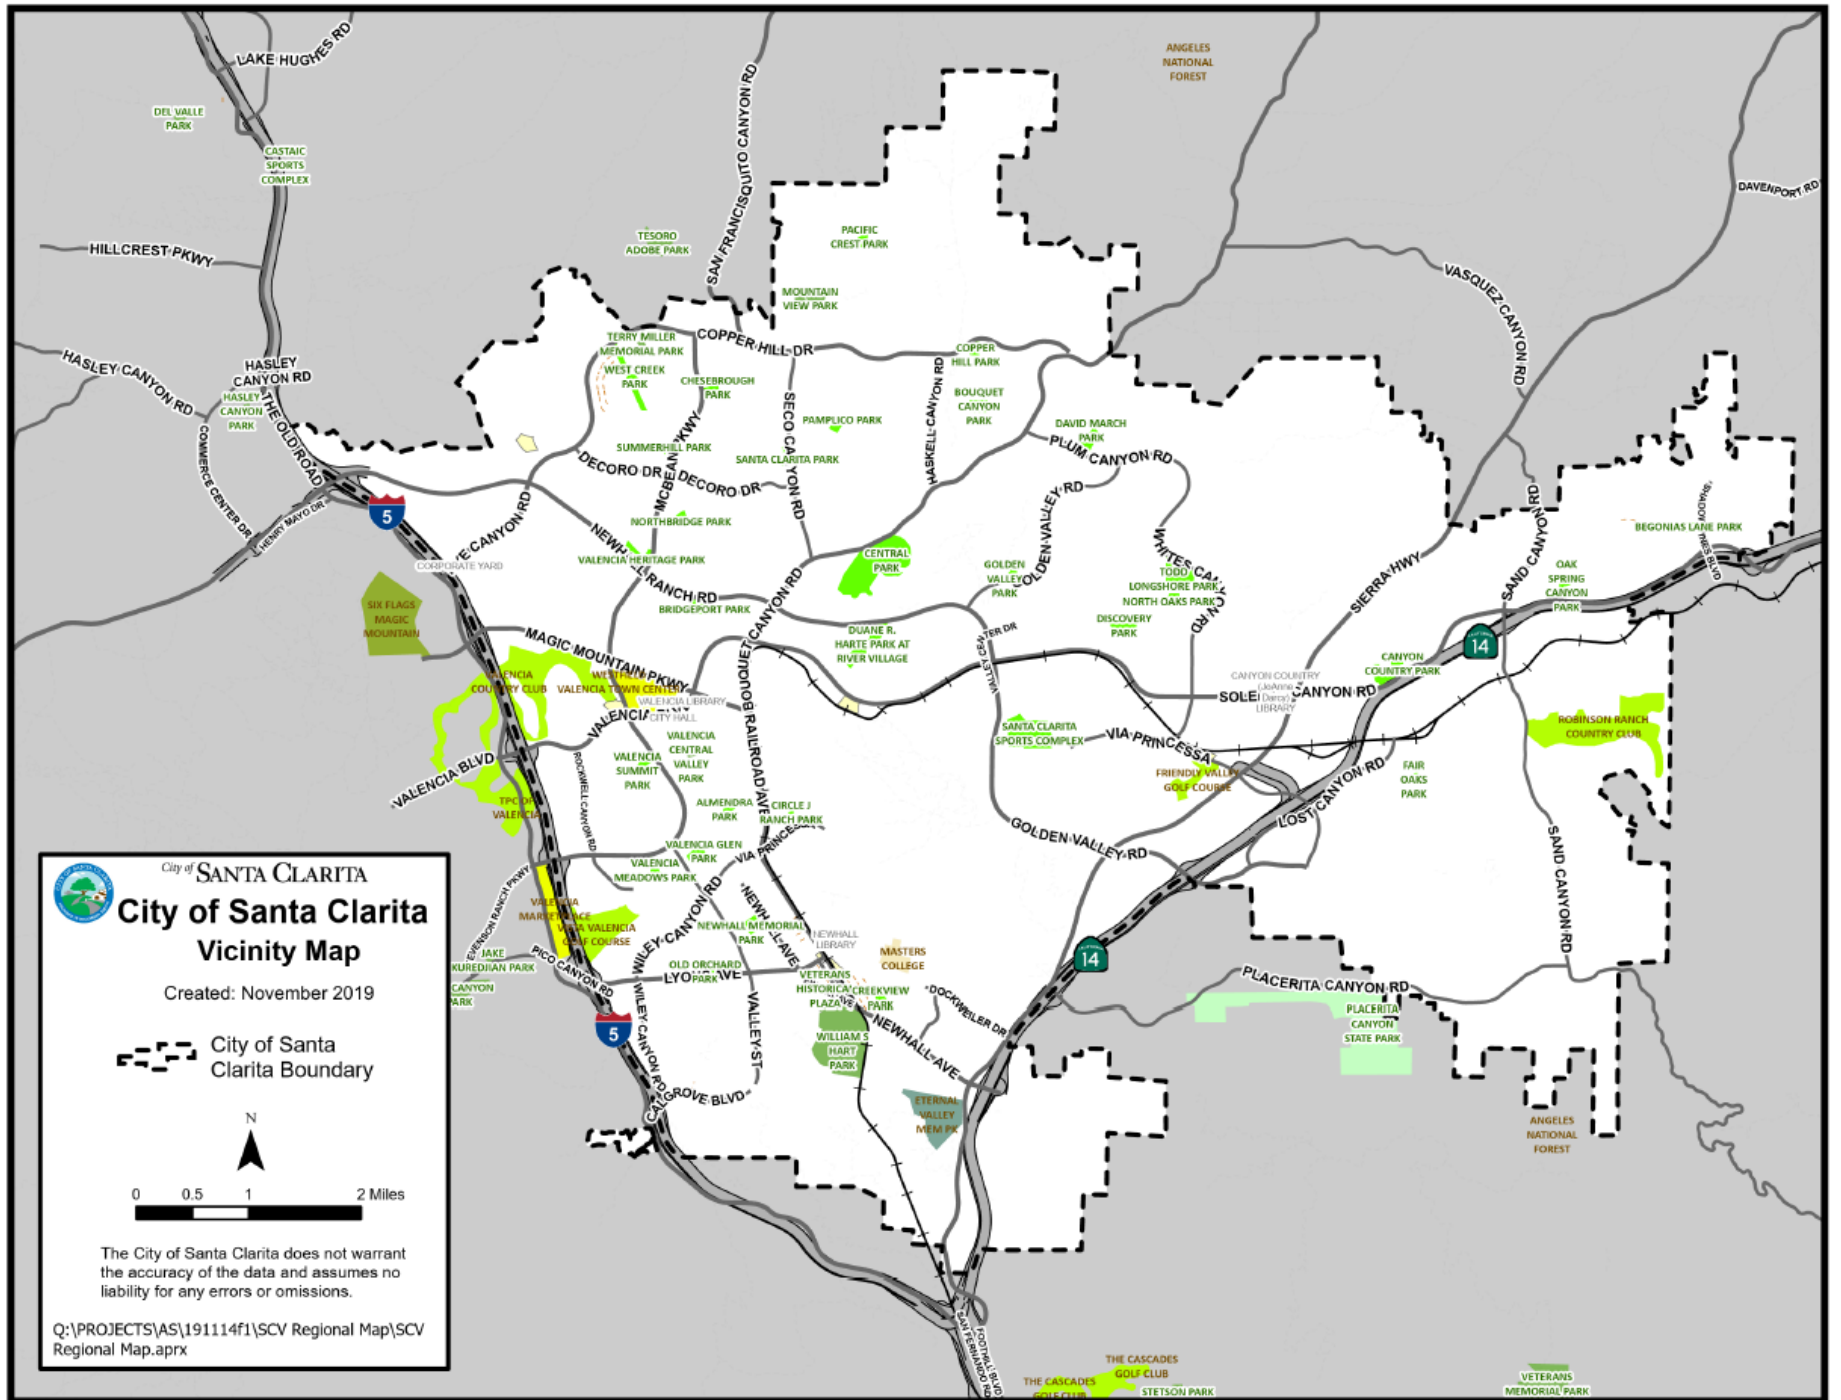 LAKE HUGHES RD
ANGELES
NATIONAL
FOREST
DEL VALLE
PARK
CASTAIC
SPORTS
COMPLEX
SAN FRANCISQUITO CANYON RD
DAVENPORT RD
HILLCREST PKWY
TESORO
ADOBE PARK
PACIFIC
CREST PARK
VASQUEZ CANYON RD
MOUNTAIN
VIEW PARK
TERRY MILLER
MEMORIAL PARK
COPPER HILL DR
COPPER
HILL PARK
HASLEY CANYON RD
HASLEY
CANYON RD
WEST CREEK
PARK
CHESEBROUGH
PARK
HASLEY
CANYON
PARK
THE OLD ROAD
SECO CANYON RD
HASKELL CANYON RD
BOUQUET
CANYON
PARK
PAMPLICO PARK
DAVID MARCH
PARK
PLUM CANYON RD
COMMERCE CENTER DR
SUMMERHILL PARK
MCBEAN PKWY
SANTA CLARITA PARK
DECORO DR
DECORO DR
GOLDEN VALLEY RD
HENRY MAYO DR
5
NORTHBRIDGE PARK
NEWHALL RANCH RD
VALENCIA HERITAGE PARK
CORPORATE YARD
CENTRAL
PARK
GOLDEN
VALLEY
PARK
WHITES CANYON RD
TODD
LONGSHORE PARK
NORTH OAKS PARK
DISCOVERY
PARK
SIERRA HWY
SAND CANYON RD
BEGONIAS LANE PARK
OAK
SPRING
CANYON
PARK
SIX FLAGS
MAGIC
MOUNTAIN
BRIDGEPORT PARK
BOUQUET CANYON RD
DUANE R.
HARTE PARK AT
RIVER VILLAGE
VALLEY CENTER DR
14
MAGIC MOUNTAIN PKWY
CANYON
COUNTRY PARK
VALENCIA
COUNTRY CLUB
VALENCIA TOWN CENTER
VALENCIA LIBRARY
CITY HALL
CANYON COUNTRY
(JoAnne
Darcy)
LIBRARY
CANYON RD
ROBINSON RANCH
COUNTRY CLUB
SANTA CLARITA
SPORTS COMPLEX
VIA PRINCESSA
VALENCIA BLVD
VALENCIA
SUMMIT
PARK
VALENCIA
CENTRAL
VALLEY
PARK
ROCKWELL CANYON RD
RAILROAD AVE
FRIENDLY VALLEY
GOLF COURSE
FAIR
OAKS
PARK
LOST CANYON RD
TPC OF
VALENCIA
ALMENDRA
PARK
CIRCLE J
RANCH PARK
VIA PRINCESSA
GOLDEN VALLEY RD
VALENCIA GLEN
PARK
VALENCIA
MEADOWS PARK
SAND CANYON RD
City of SANTA CLARITA
City of Santa Clarita
Vicinity Map
Created: November 2019
City of Santa
Clarita Boundary
N
0 0.5 1 2 Miles
The City of Santa Clarita does not warrant
the accuracy of the data and assumes no
liability for any errors or omissions.
Q:\PROJECTS\AS\191114f1\SCV Regional Map\SCV
Regional Map.aprx
VALENCIA
MARKETPLACE
VISTA VALENCIA
GOLF COURSE
WILEY CANYON RD
NEWHALL AVE
NEWHALL MEMORIAL
PARK
NEWHALL
LIBRARY
MASTERS
COLLEGE
14
JAKE
KUREDJIAN PARK
PICO CANYON RD
CANYON
PARK
OLD ORCHARD
PARK
LYONS AVE
VETERANS
HISTORICAL
PLAZA
CREEKVIEW
PARK
DOCKWEILER DR
PLACERITA CANYON RD
PLACERITA
CANYON
STATE PARK
5
WILEY CANYON RD
VALLEY ST
WILLIAM S
HART
PARK
NEWHALL AVE
CALGROVE BLVD
ETERNAL
VALLEY
MEM PK
ANGELES
NATIONAL
FOREST
SAN FERNANDO RD
FOOTHILL BLVD
THE CASCADES
GOLF CLUB
THE CASCADES
GOLF CLUB
STETSON PARK
VETERANS
MEMORIAL PARK